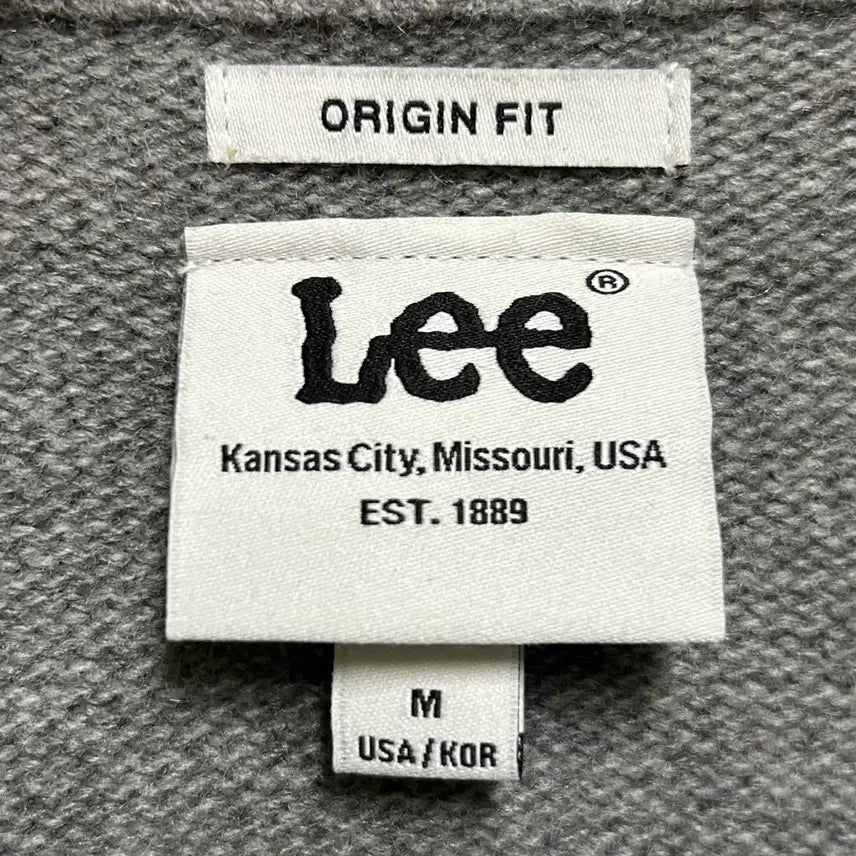 ORIGIN FIT
Lee®
Kansas City, Missouri, USA
EST. 1889
M
USA/KOR